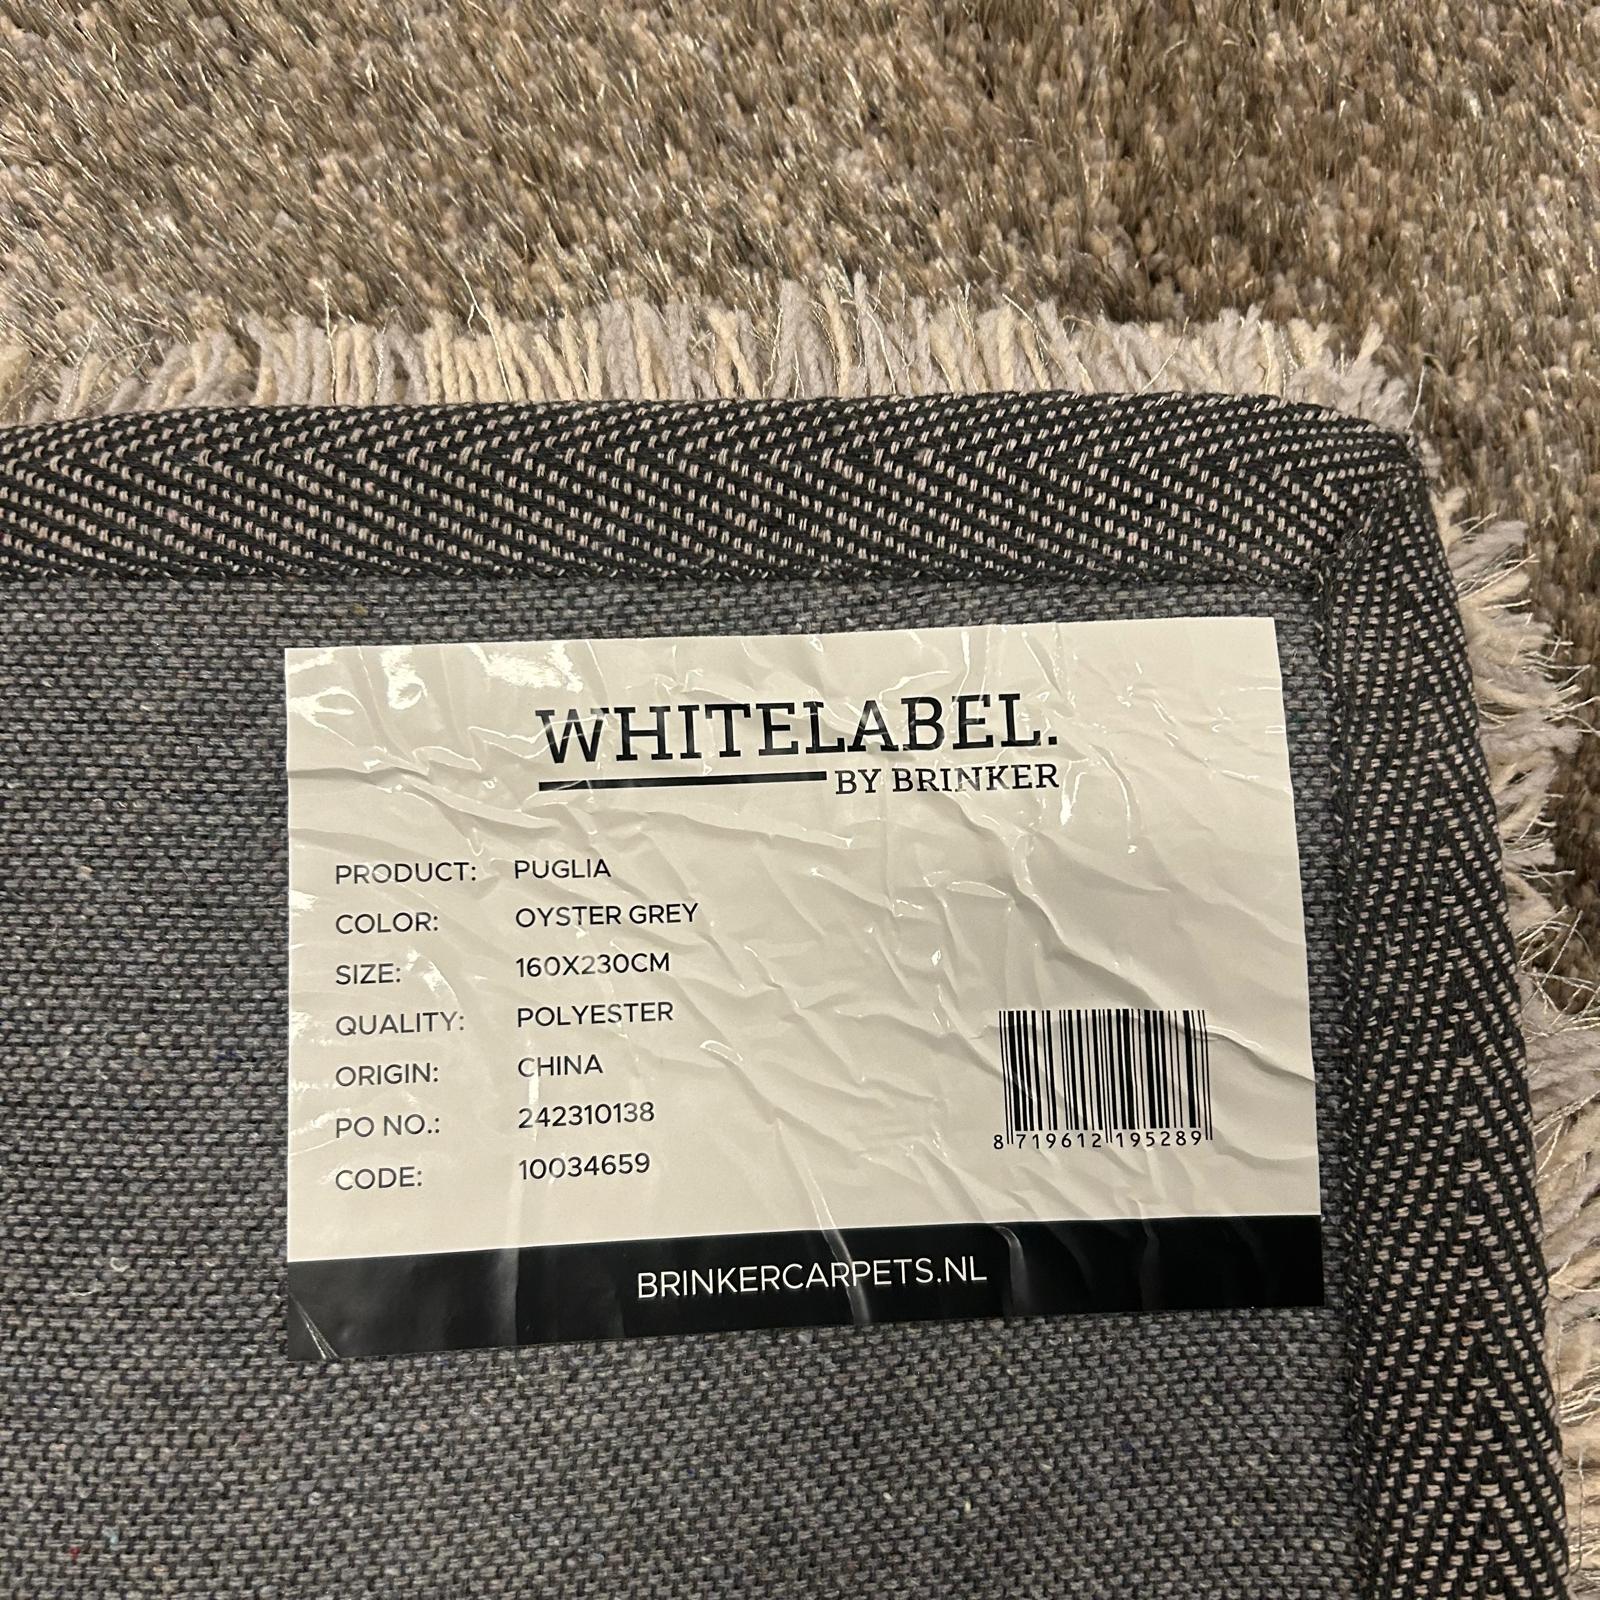 WHITELABEL.
BY BRINKER
PRODUCT: PUGLIA
COLOR: OYSTER GREY
SIZE: 160X230CM
QUALITY: POLYESTER
ORIGIN: CHINA
PO NO.: 242310138
CODE: 10034659
8 719612 195289
BRINKERCARPETS.NL